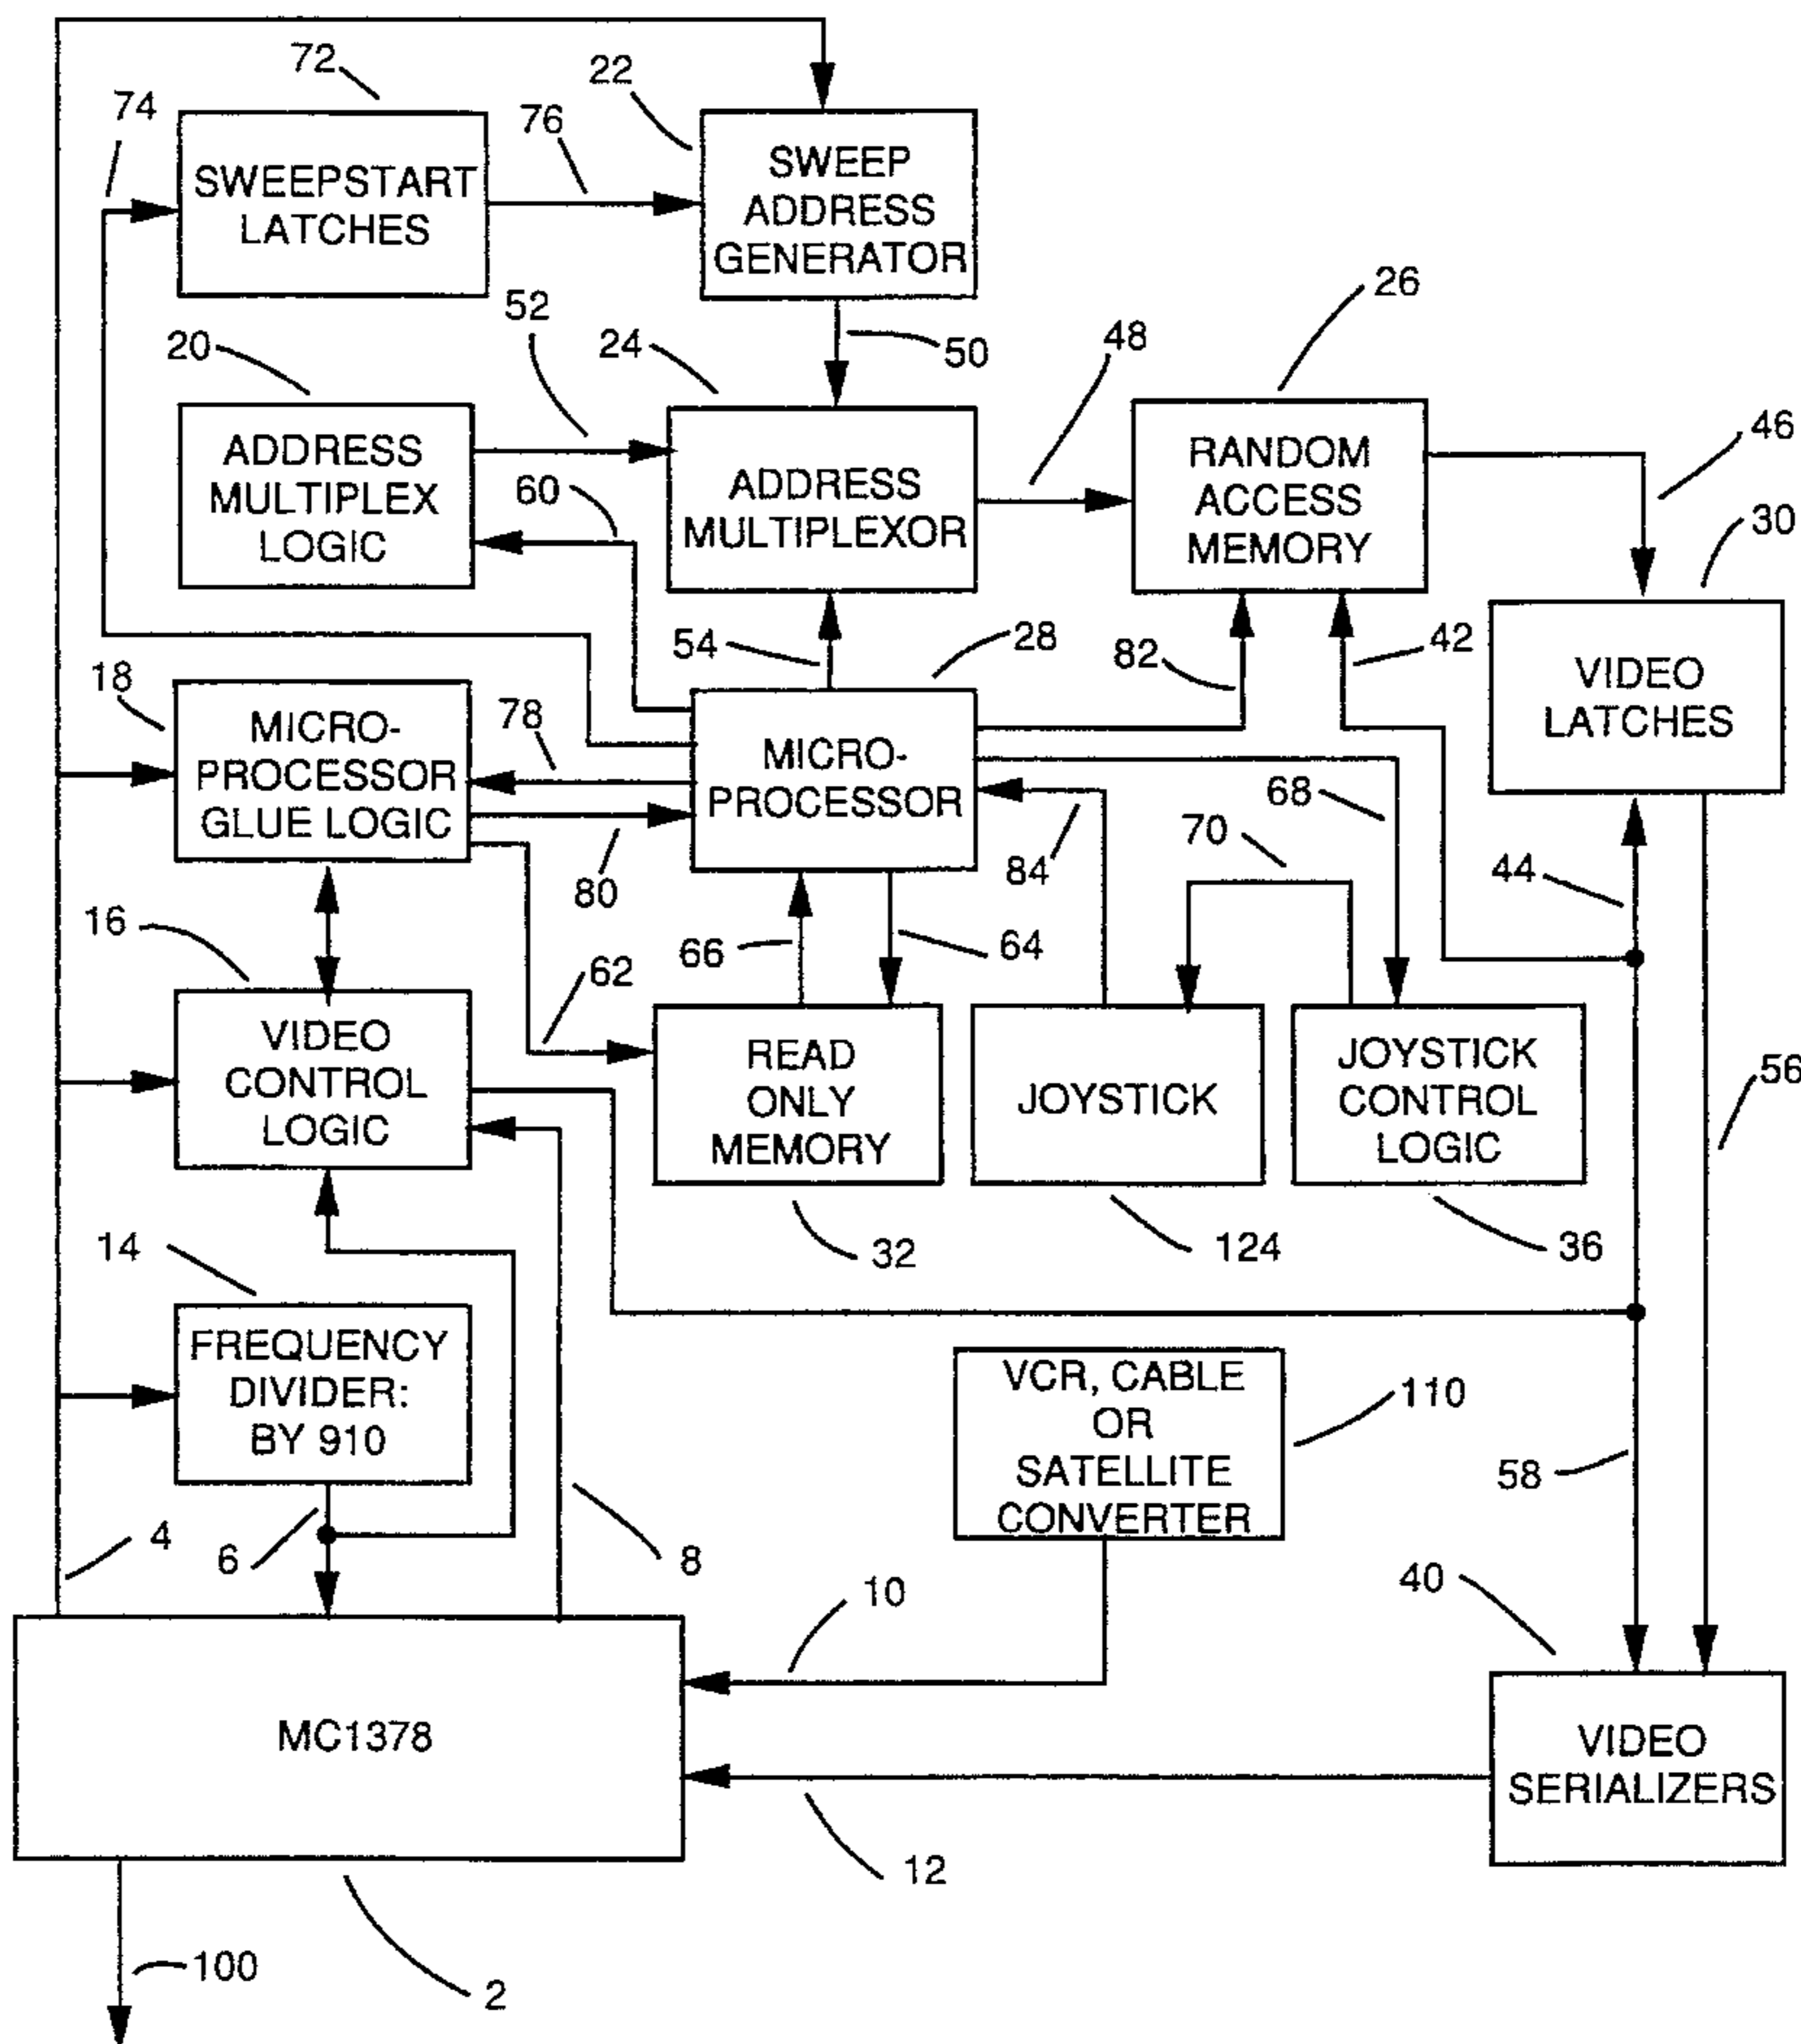 72
22
74
76
SWEEPSTART
LATCHES
SWEEP
ADDRESS
GENERATOR
26
52
20
24
50
48
46
ADDRESS
MULTIPLEX
LOGIC
60
ADDRESS
MULTIPLEXOR
RANDOM
ACCESS
MEMORY
30
54
28
82
42
18
78
MICRO-
PROCESSOR
GLUE LOGIC
MICRO-
PROCESSOR
VIDEO
LATCHES
68
70
80
84
44
16
66
64
62
VIDEO
CONTROL
LOGIC
READ
ONLY
MEMORY
JOYSTICK
JOYSTICK
CONTROL
LOGIC
56
14
32
124
36
FREQUENCY
DIVIDER:
BY 910
VCR, CABLE
OR
SATELLITE
CONVERTER
110
58
4
6
8
10
40
MC1378
VIDEO
SERIALIZERS
12
100
2